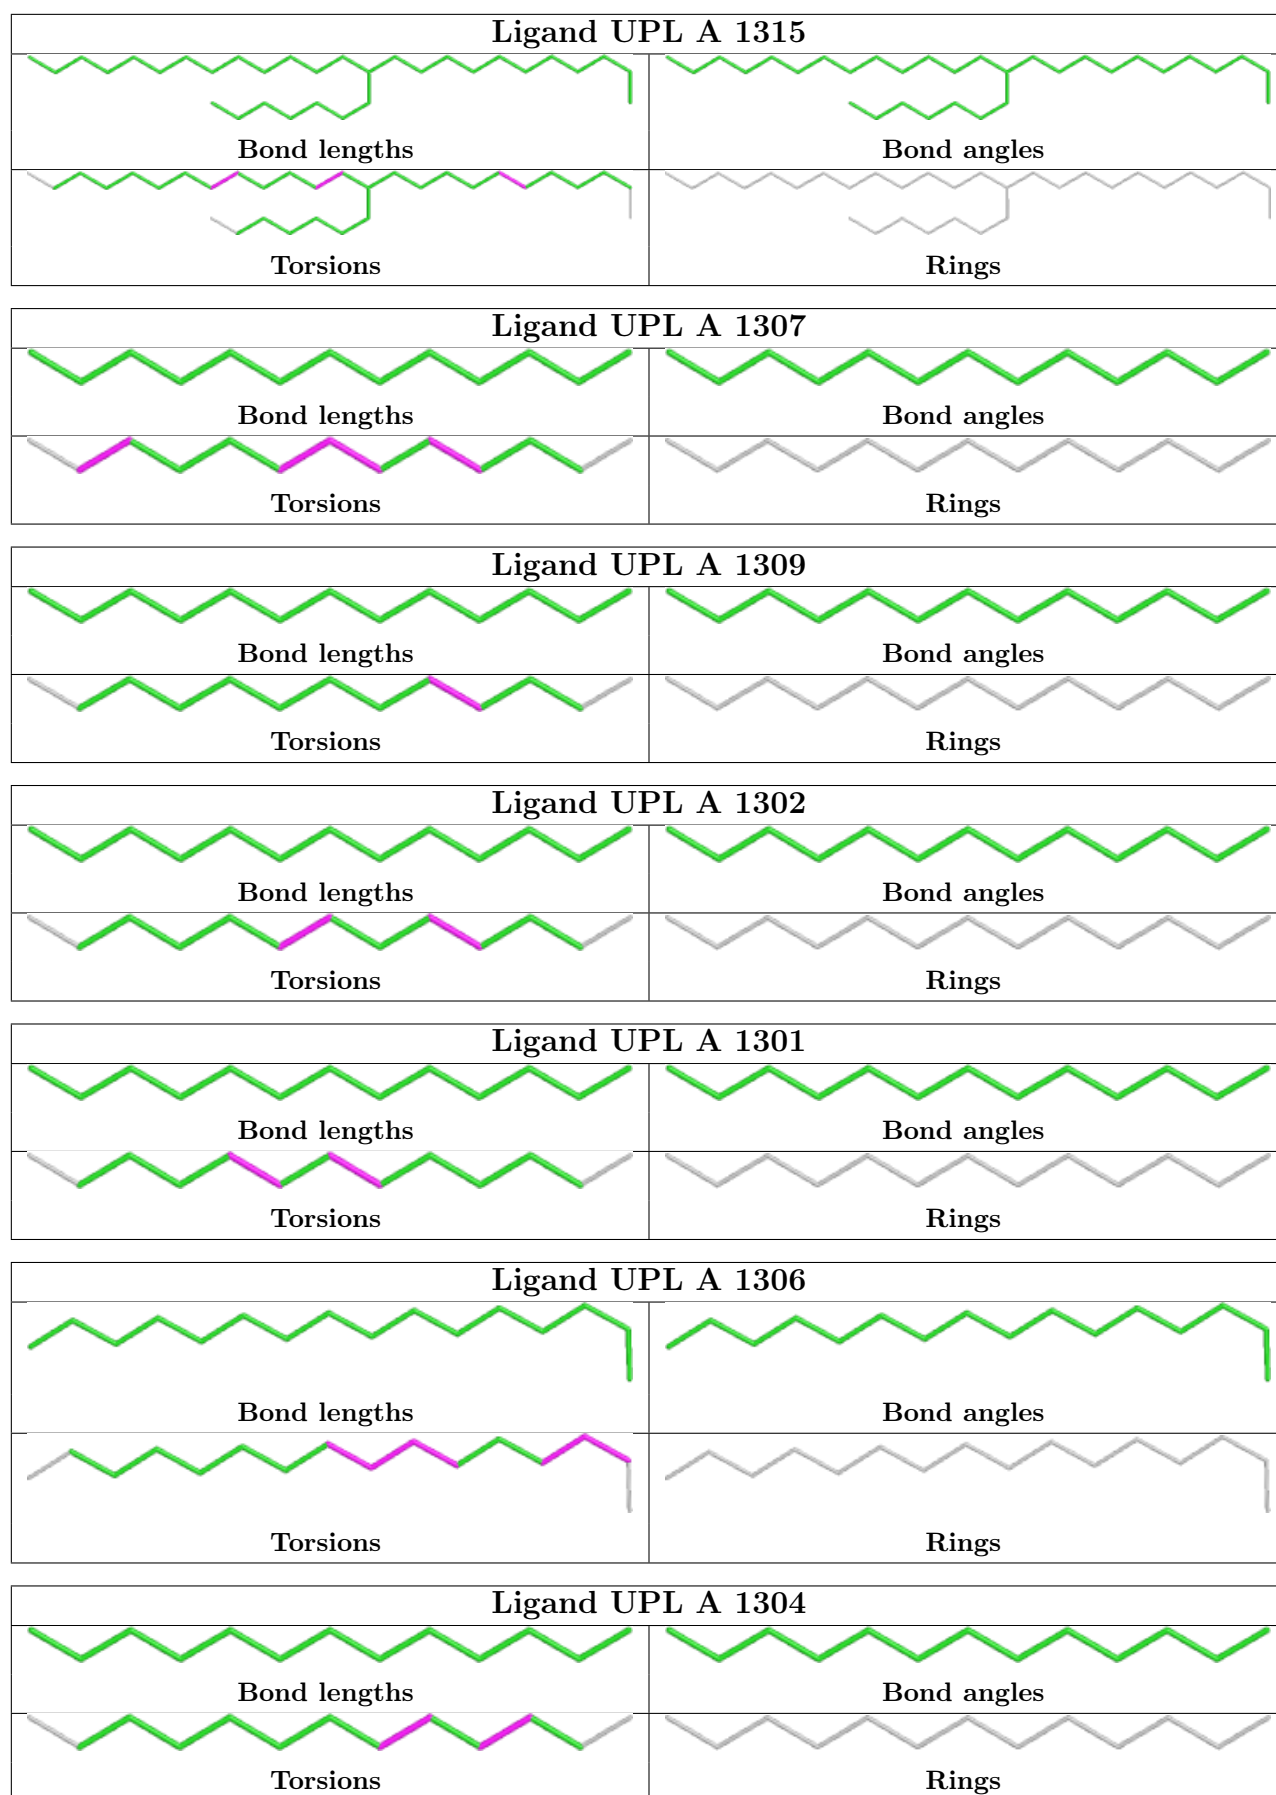 Ligand UPL A 1315
Bond lengths Bond angles
Torsions Rings
Ligand UPL A 1307
Bond lengths Bond angles
Torsions Rings
Ligand UPL A 1309
Bond lengths Bond angles
Torsions Rings
Ligand UPL A 1302
Bond lengths Bond angles
Torsions Rings
Ligand UPL A 1301
Bond lengths Bond angles
Torsions Rings
Ligand UPL A 1306
Bond lengths Bond angles
Torsions Rings
Ligand UPL A 1304
Bond lengths Bond angles
Torsions Rings